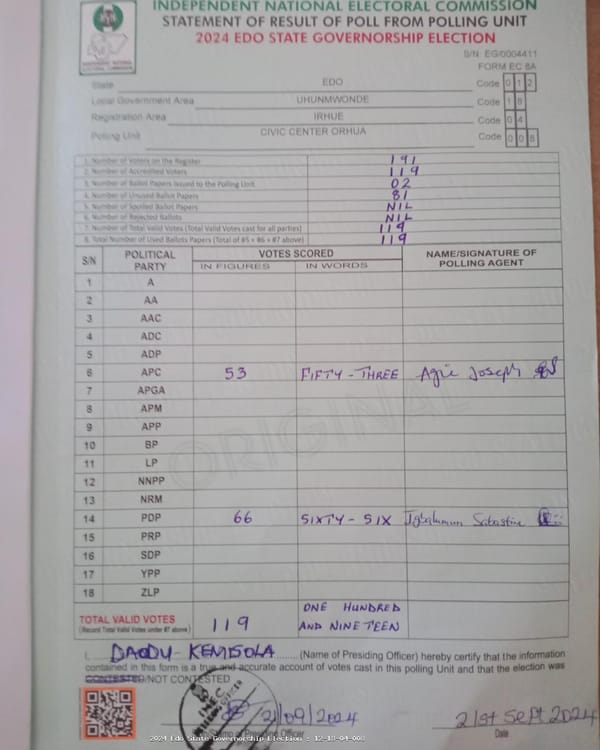 INDEPENDENT NATIONAL ELECTORAL COMMISSION
STATEMENT OF RESULT OF POLL FROM POLLING UNIT
2024 EDO STATE GOVERNORSHIP ELECTION
S/N: EG/0004411
FORM EC 8A
State EDO Code 0 1 2
Local Government Area UHUNMWONDE Code 1 8
Registration Area IRHUE Code 0 4
Polling Unit CIVIC CENTER ORHUA Code 0 0 8
1. Number of Voters on the Register 191
2. Number of Accredited Voters 119
3. Number of Ballot Papers Issued to the Polling Unit 02
4. Number of Unused Ballot Papers 81
5. Number of Spoiled Ballot Papers NIL
6. Number of Rejected Ballots NIL
7. Number of Total Valid Votes (Total Valid Votes cast for all parties) 119
8. Total Number of Used Ballots Papers (Total of #5 + #6 + #7 above) 119
S/N POLITICAL PARTY VOTES SCORED NAME/SIGNATURE OF POLLING AGENT
IN FIGURES IN WORDS
1 A
2 AA
3 AAC
4 ADC
5 ADP
6 APC 53 FIFTY-THREE Agie Joseph
7 APGA
8 APM
9 APP
10 BP
11 LP
12 NNPP
13 NRM
14 PDP 66 SIXTY-SIX
15 PRP
16 SDP
17 YPP
18 ZLP
ORIGINAL
TOTAL VALID VOTES 119 ONE HUNDRED
(Record Total Valid Votes under #7 above) AND NINETEEN
I, DAODU KEMISOLA (Name of Presiding Officer) hereby certify that the information
contained in this form is a true and accurate account of votes cast in this polling Unit and that the election was
CONTESTED/NOT CONTESTED
INEC
21/09/2024 21st Sept 2024
of Presiding Officer Date
2024 Edo State Governorship Election : 12-18-04-008